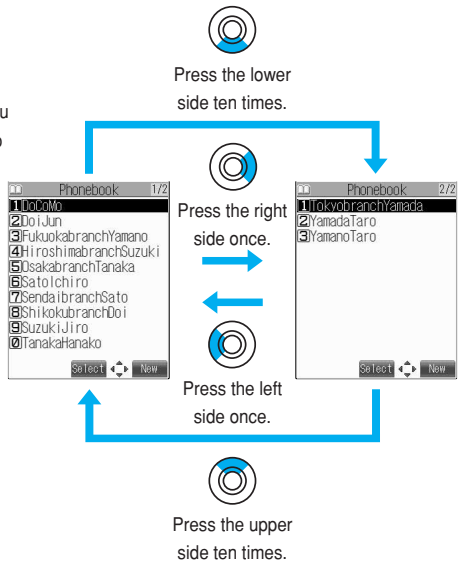 Press the lower
side ten times.
u
o
Phonebook 1/2
1DoCoMo
2DoiJun
3FukuokabranchYamano
4HiroshimabranchSuzuki
5OsakabranchTanaka
6SatoIchiro
7SendaibranchSato
8ShikokubranchDoi
9SuzukiJiro
0TanakaHanako
Select New
Press the right
side once.
Press the left
side once.
Phonebook 2/2
1TokyobranchYamada
2YamadaTaro
3YamanoTaro
Select New
Press the upper
side ten times.